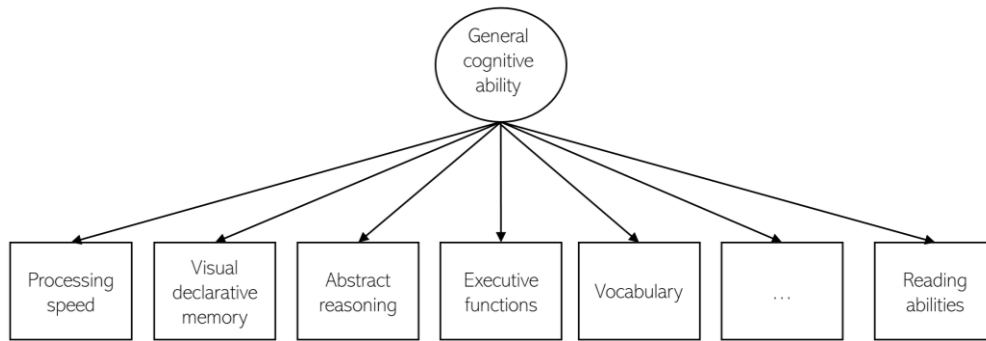 General
cognitive
ability
Processing
speed
Visual
declarative
memory
Abstract
reasoning
Executive
functions
Vocabulary
...
Reading
abilities